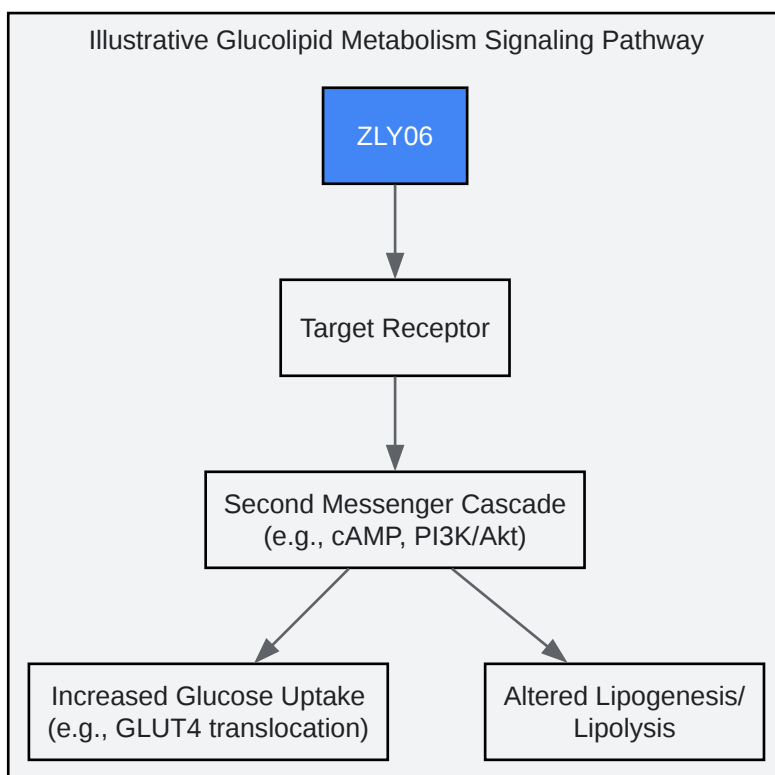 Illustrative Glucolipid Metabolism Signaling Pathway
ZLY06
Target Receptor
Second Messenger Cascade
(e.g., cAMP, PI3K/Akt)
Increased Glucose Uptake
(e.g., GLUT4 translocation)
Altered Lipogenesis/
Lipolysis